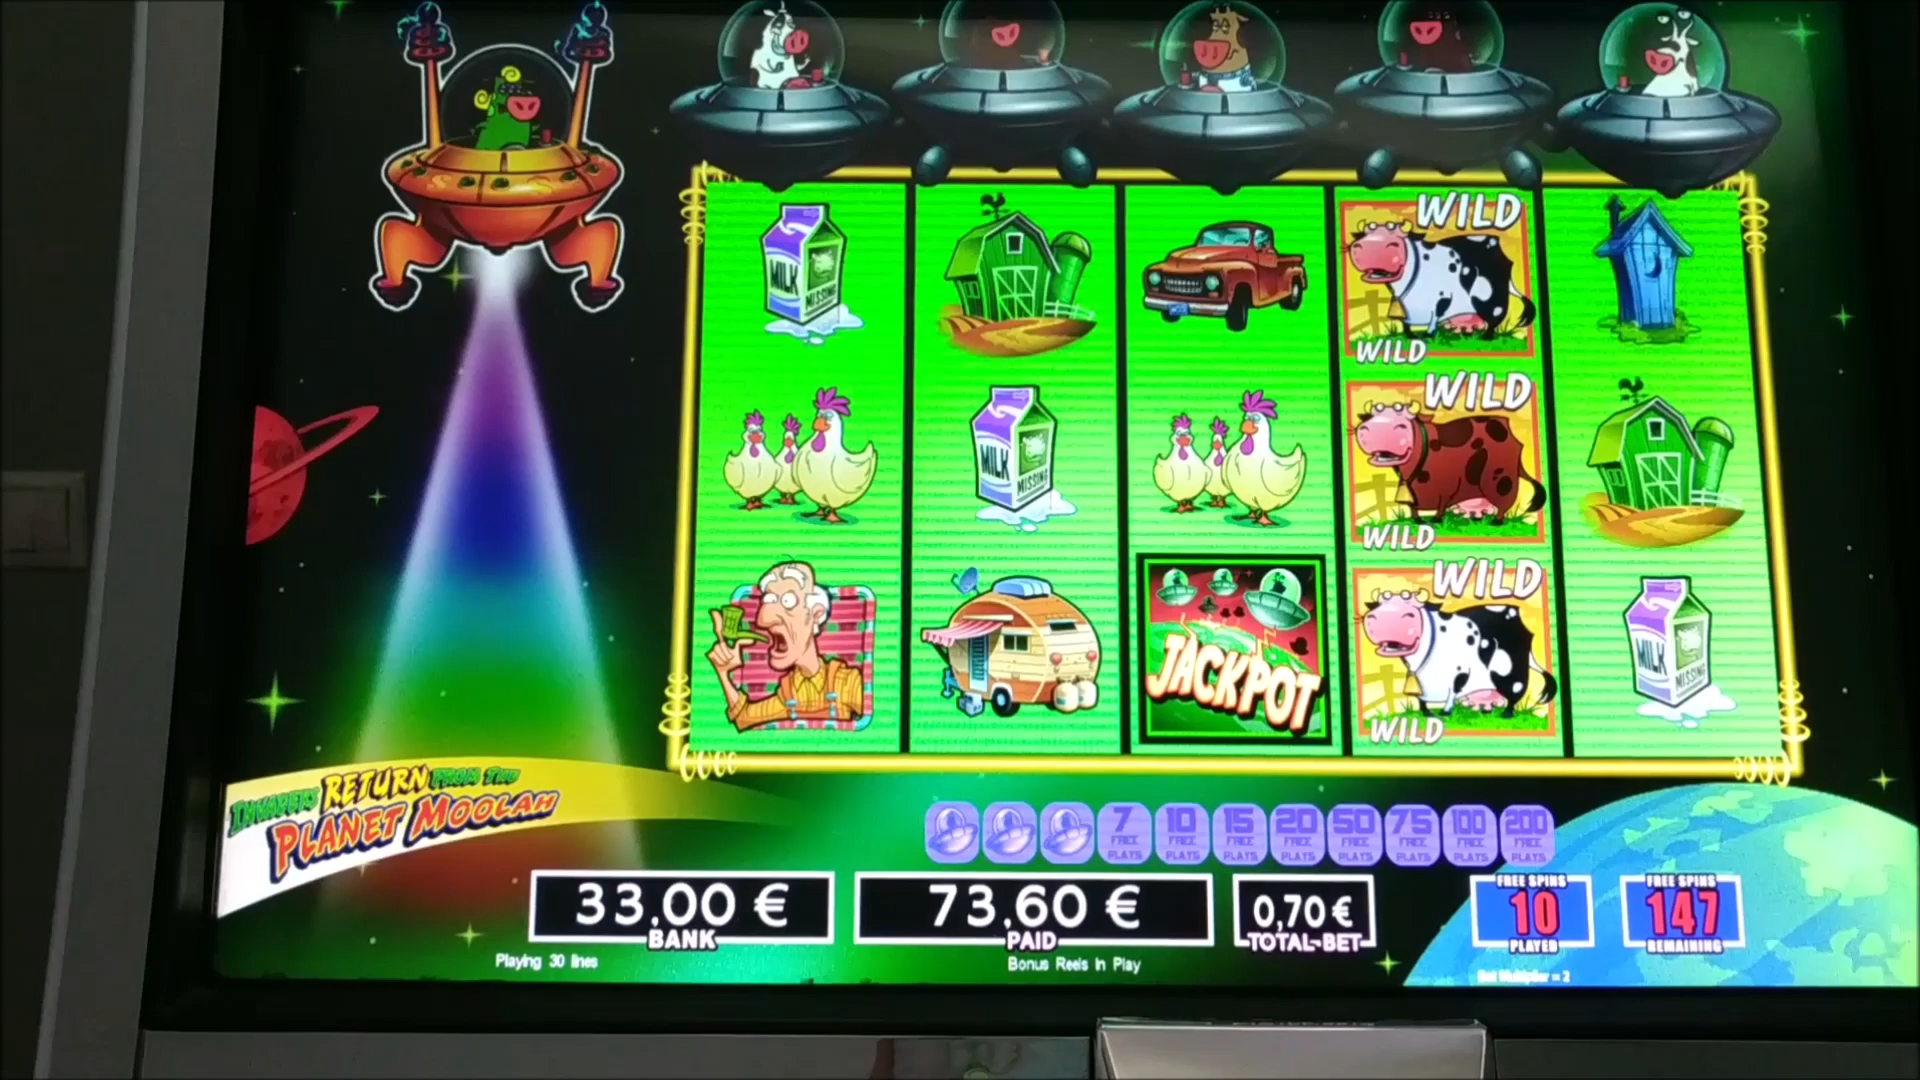 WILD
WILD
MILK
MISSING
WILD
WILD
MILK
MISSING
WILD
WILD
JACKPOT
MILK
MISSING
INVADERS RETURN FROM THE
PLANET MOOLAH
7 FREE PLAYS
10 FREE PLAYS
15 FREE PLAYS
20 FREE PLAYS
50 FREE PLAYS
75 FREE PLAYS
100 FREE PLAYS
200 FREE PLAYS
33,00 €
BANK
73,60 €
PAID
0,70 €
TOTAL-BET
FREE SPINS
10
PLAYED
FREE SPINS
147
REMAINING
Playing 30 lines
Bonus Reels In Play
Bet Multiplier = 2